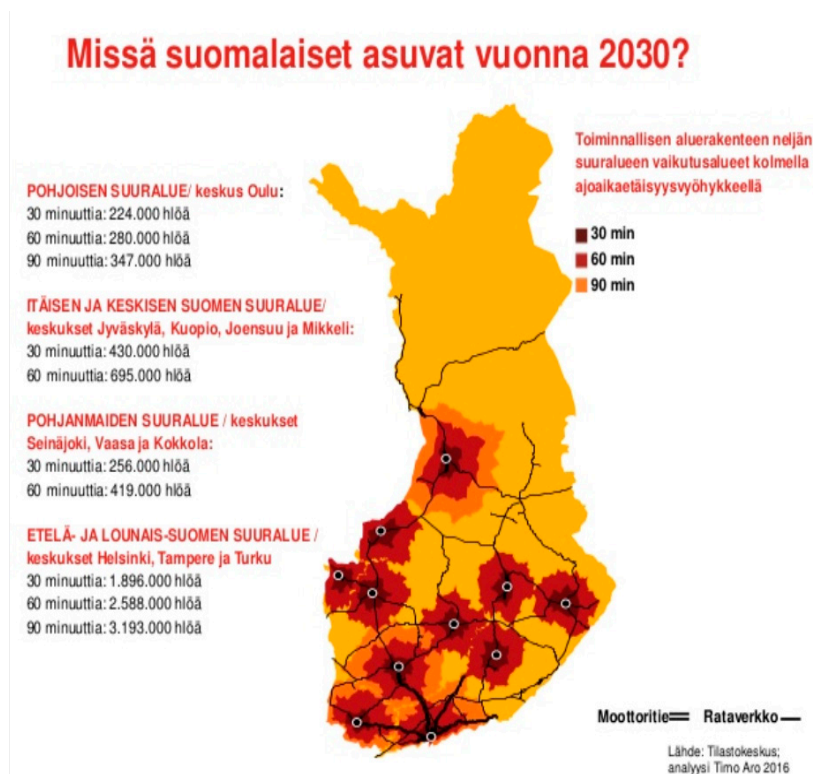 Missä suomalaiset asuvat vuonna 2030?
Toiminnallisen aluerakenteen neljän
suuralueen vaikutusalueet kolmella
ajoaikaetäisyysvyöhykkeellä
30 min
60 min
90 min
POHJOISEN SUURALUE/ keskus Oulu:
30 minuuttia: 224.000 hlöä
60 minuuttia: 280.000 hlöä
90 minuuttia: 347.000 hlöä
ITÄISEN JA KESKISEN SUOMEN SUURALUE/
keskukset Jyväskylä, Kuopio, Joensuu ja Mikkeli:
30 minuuttia: 430.000 hlöä
60 minuuttia: 695.000 hlöä
POHJANMAIDEN SUURALUE / keskukset
Seinäjoki, Vaasa ja Kokkola:
30 minuuttia: 256.000 hlöä
60 minuuttia: 419.000 hlöä
ETELÄ- JA LOUNAIS-SUOMEN SUURALUE /
keskukset Helsinki, Tampere ja Turku
30 minuuttia: 1.896.000 hlöä
60 minuuttia: 2.588.000 hlöä
90 minuuttia: 3.193.000 hlöä
Moottoritie Rataverkko
Lähde: Tilastokeskus;
analyysi Timo Aro 2016